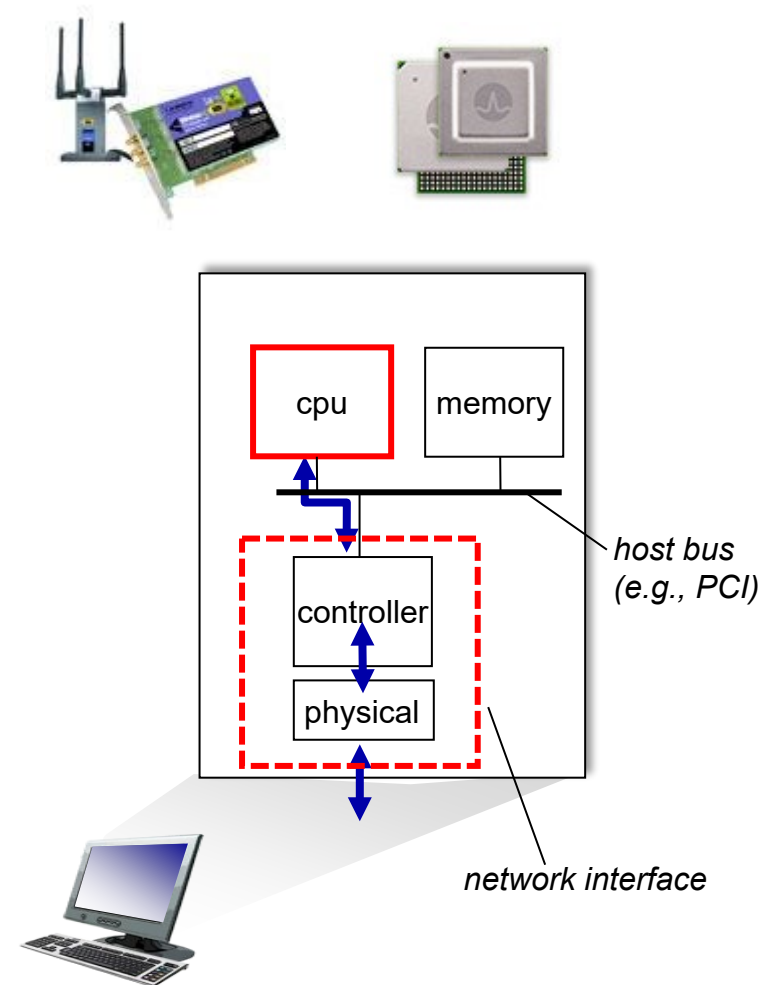 cpu
memory
host bus
(e.g., PCI)
controller
physical
network interface